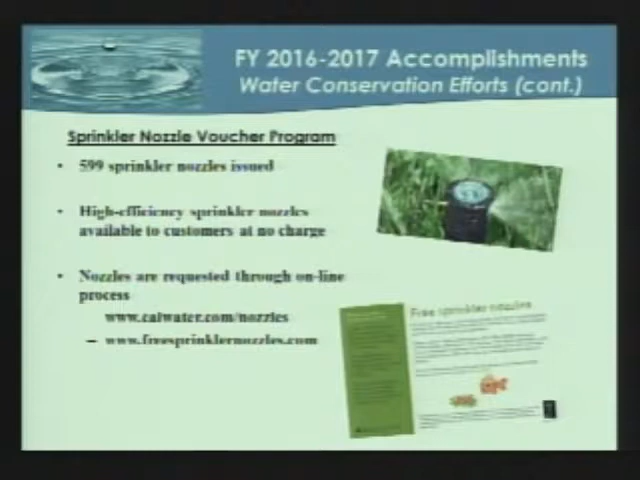 FY 2016-2017 Accomplishments
Water Conservation Efforts (cont.)
Sprinkler Nozzle Voucher Program
• 599 sprinkler nozzles issued
• High-efficiency sprinkler nozzles
available to customers at no charge
• Nozzles are requested through on-line
process
www.calwater.com/nozzles
– www.freesprinklernozzles.com
Free sprinkler nozzles